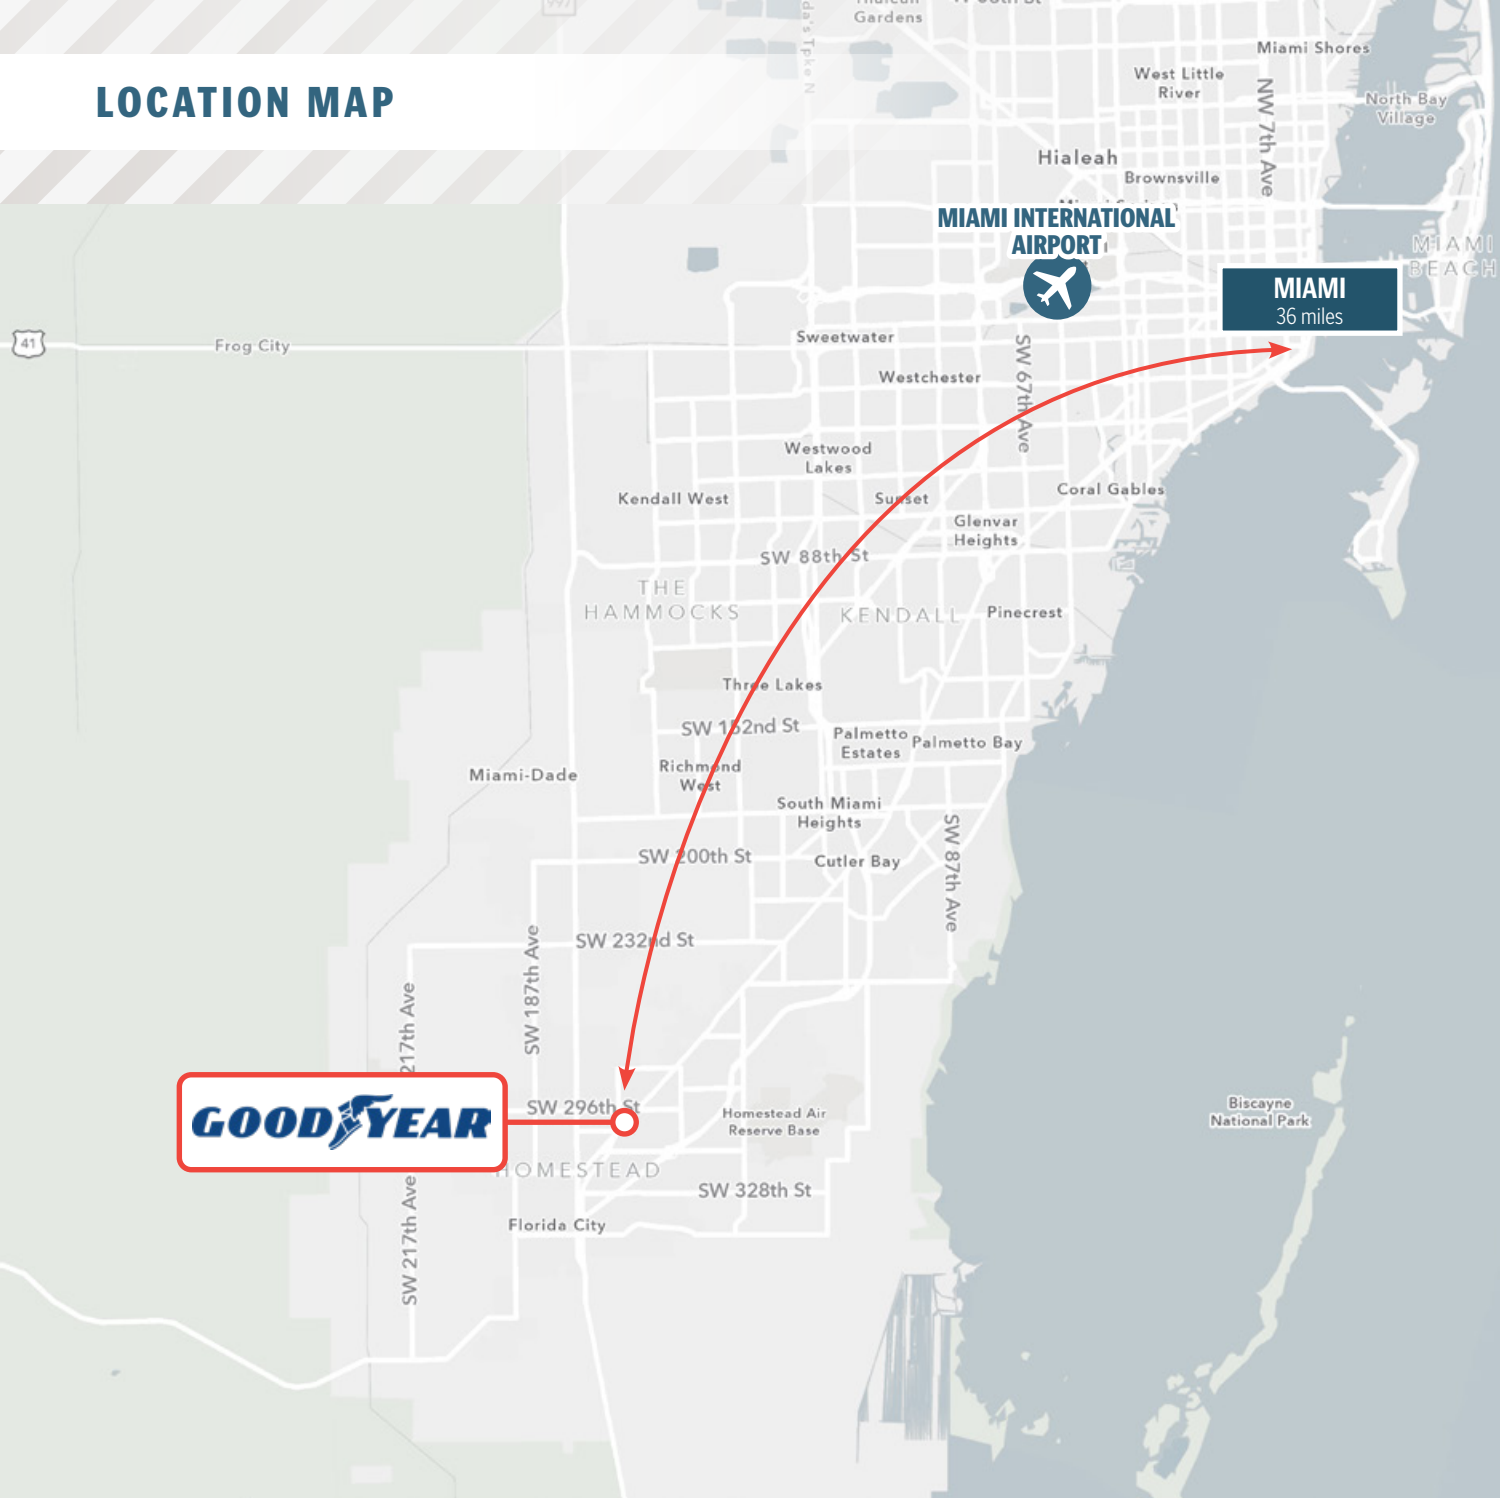 997
Gardens
Miami Shores
West Little
River
NW 7th Ave
North Bay
Village
LOCATION MAP
Hialeah
Brownsville
MIAMI INTERNATIONAL
AIRPORT
MIAMI
BEACH
MIAMI
36 miles
41
Frog City
Sweetwater
SW 67th Ave
Westchester
Westwood
Lakes
Kendall West
Sunset
Coral Gables
Glenvar
Heights
SW 88th St
THE
HAMMOCKS
KENDALL
Pinecrest
Three Lakes
SW 152nd St
Palmetto
Estates
Palmetto Bay
Richmond
West
Miami-Dade
South Miami
Heights
SW 200th St
Cutler Bay
SW 87th Ave
SW 232nd St
SW 187th Ave
217th Ave
GOODYEAR
SW 296th St
Homestead Air
Reserve Base
Biscayne
National Park
HOMESTEAD
SW 328th St
SW 217th Ave
Florida City